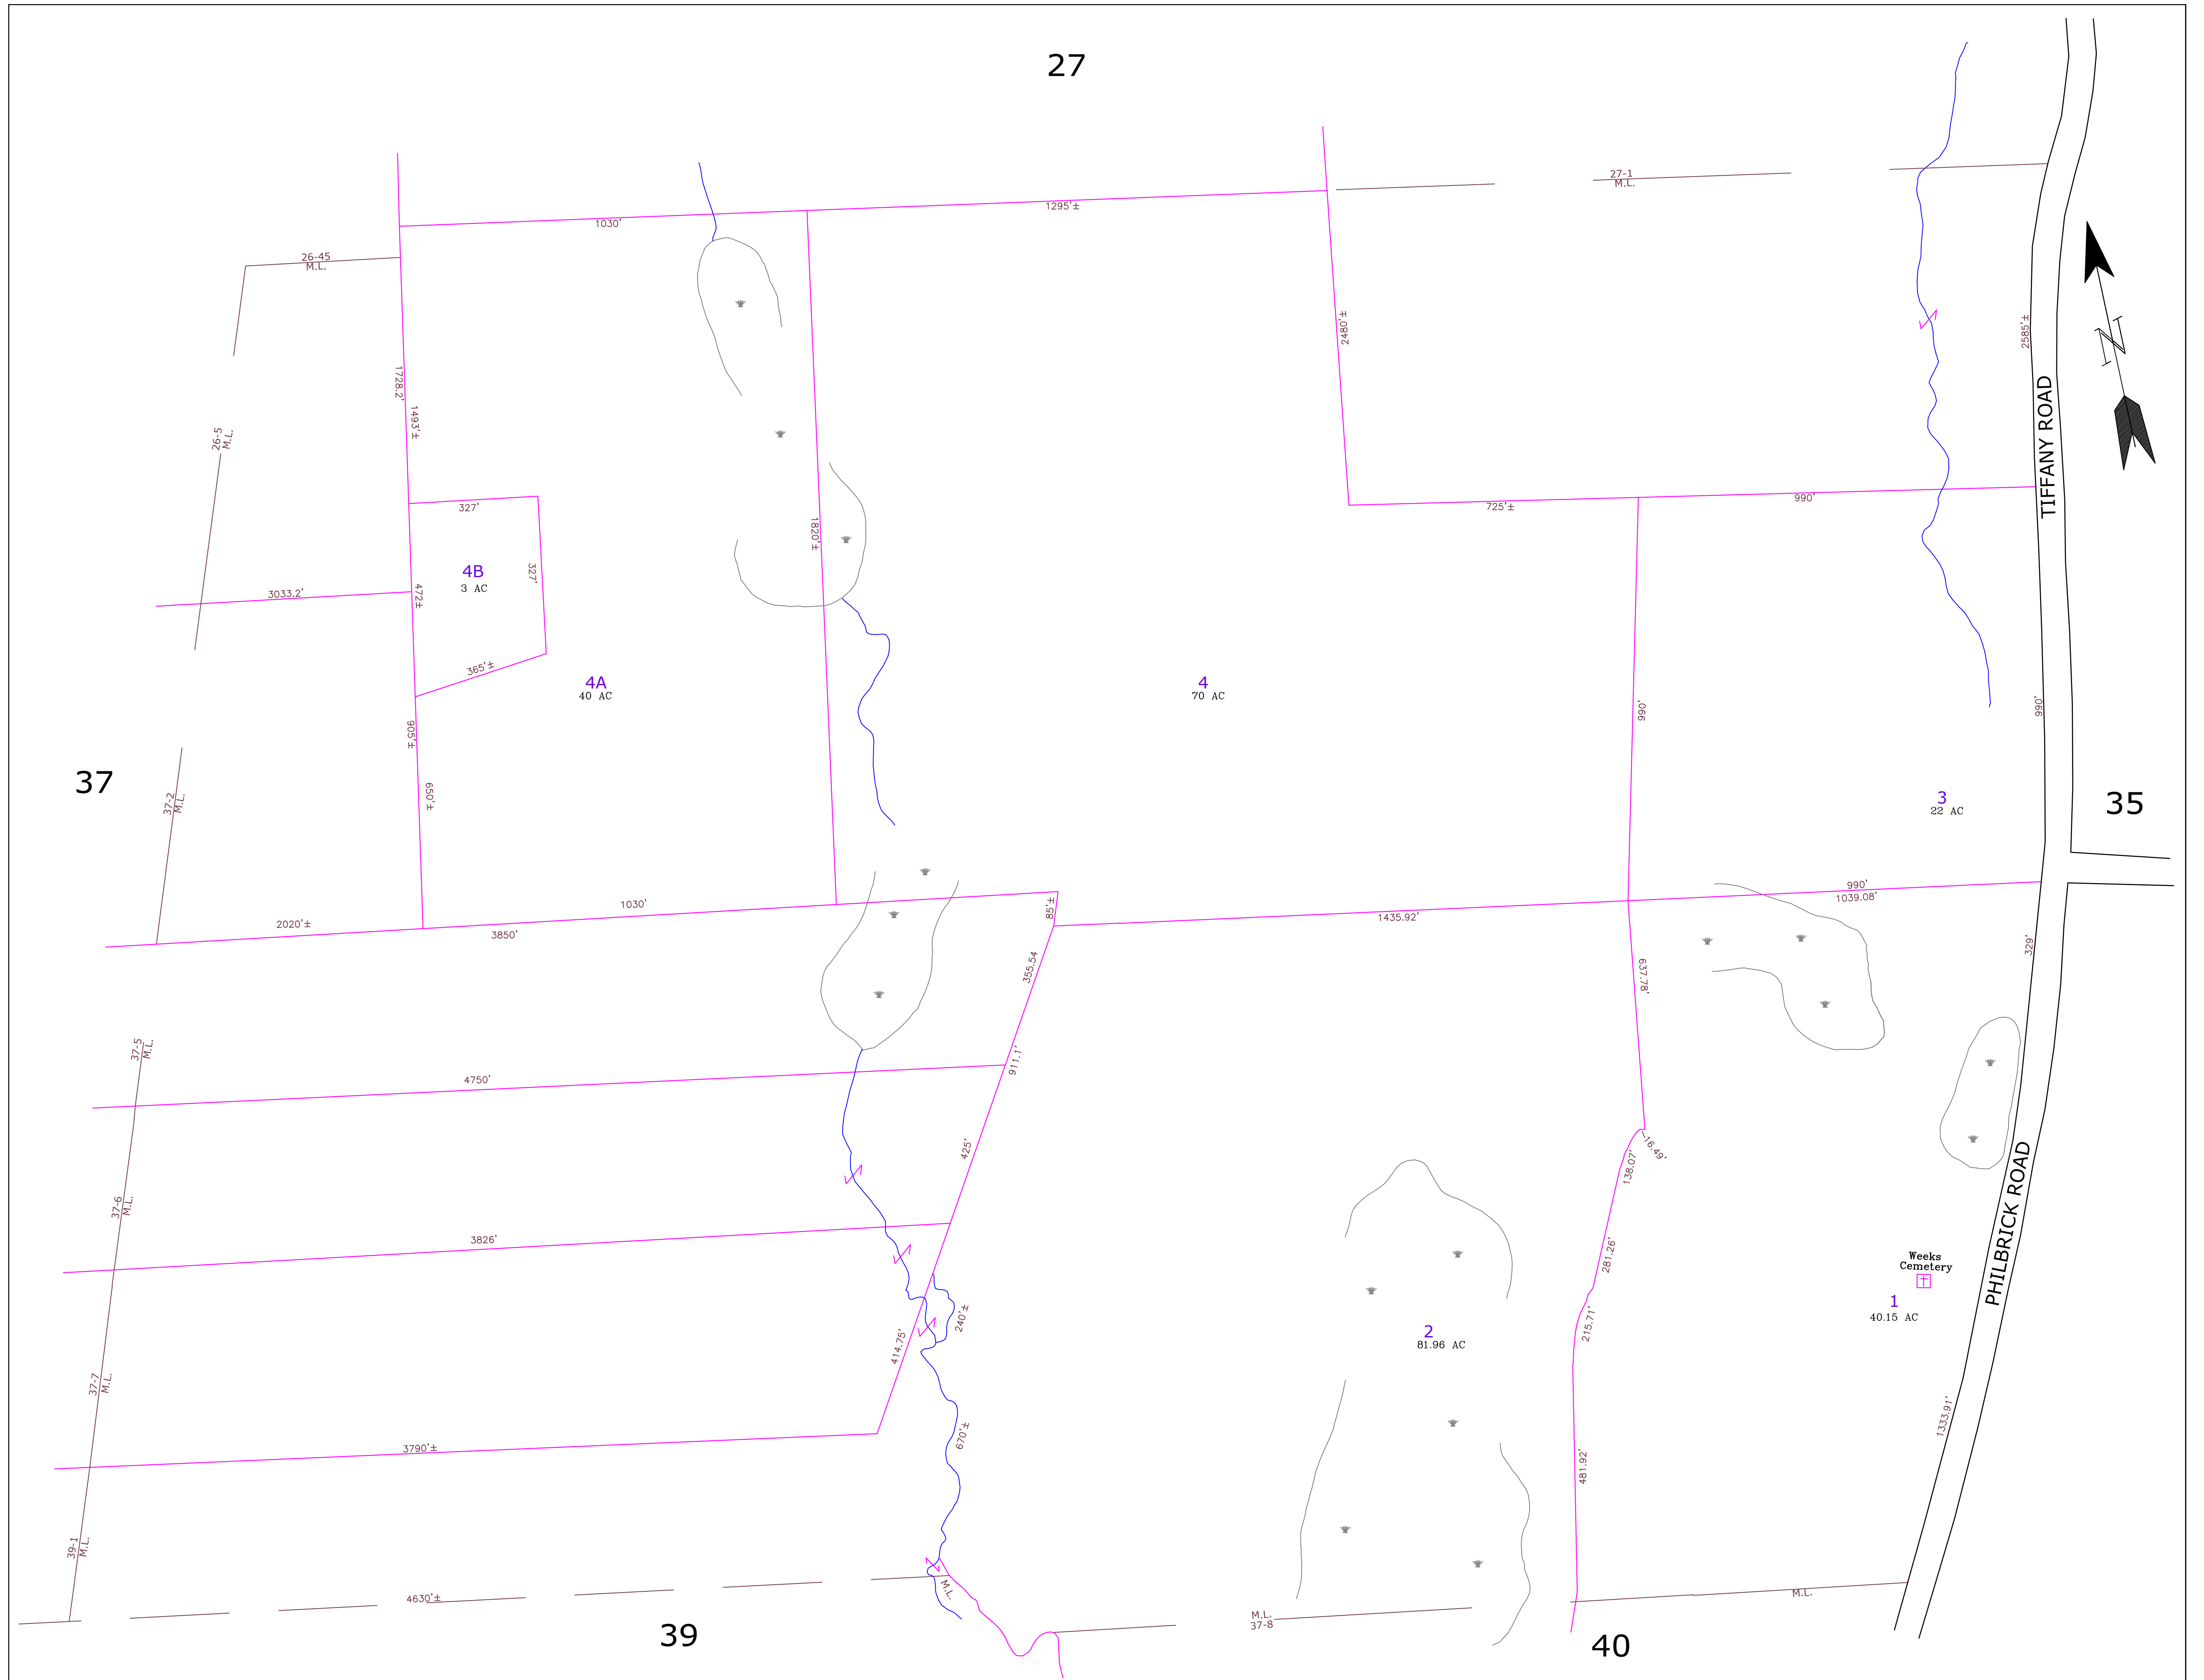 27
27-1
M.L.
1030'
1295'±
26-45
M.L.
2480'±
2585'±
N
TIFFANY ROAD
1728.2'
1493'±
26-5
M.L.
327'
725'±
990'
1820'±
4B
3 AC
327'
472±
3033.2'
365'±
4A
40 AC
4
70 AC
990'
990'
905'±
37
650'±
37-2
M.L.
3
22 AC
35
990'
1039.08'
1030'
85'±
1435.92'
2020'±
3850'
329'
355.54
637.78'
37-5
M.L.
911.1'
4750'
425'
16.49'
138.07'
37-6
M.L.
3826'
PHILBRICK ROAD
281.26'
Weeks
Cemetery
1
40.15 AC
240'±
215.71'
2
81.96 AC
414.75'
37-7
M.L.
1333.91'
670'±
3790'±
481.92'
39-1
M.L.
M.L.
4630'±
M.L.
M.L.
37-8
39
40